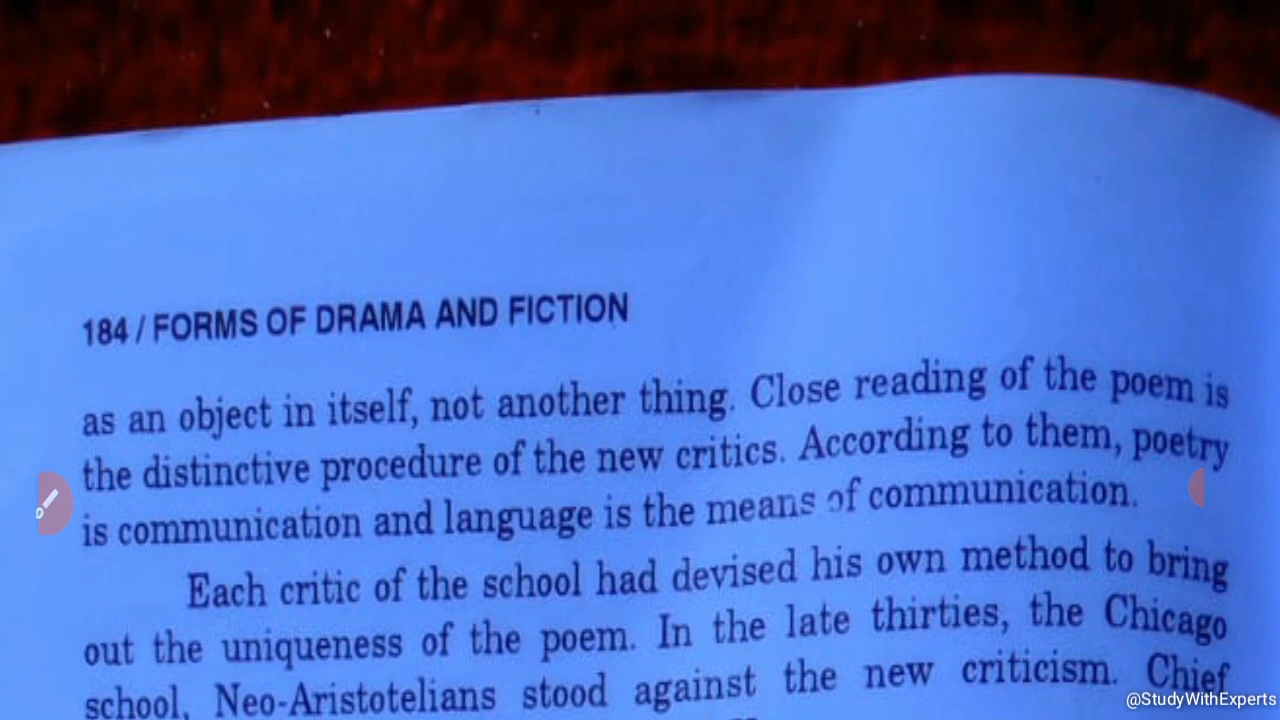 184 / FORMS OF DRAMA AND FICTION
as an object in itself, not another thing. Close reading of the poem is
the distinctive procedure of the new critics. According to them, poetry
is communication and language is the means of communication.
Each critic of the school had devised his own method to bring
out the uniqueness of the poem. In the late thirties, the Chicago
school, Neo-Aristotelians stood against the new criticism. Chief
@StudyWithExperts